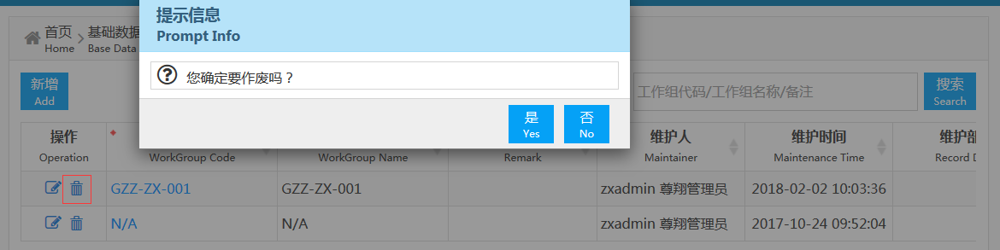 提示信息
Prompt Info
首页
Home
基础数据
Base Data
您确定要作废吗？
新增
Add
工作组代码/工作组名称/备注
搜索
Search
是
Yes
否
No
操作
Operation
*
WorkGroup Code
WorkGroup Name
Remark
维护人
Maintainer
维护时间
Maintenance Time
维护部
Record D
GZZ-ZX-001
GZZ-ZX-001
zxadmin 尊翔管理员
2018-02-02 10:03:36
N/A
N/A
zxadmin 尊翔管理员
2017-10-24 09:52:04